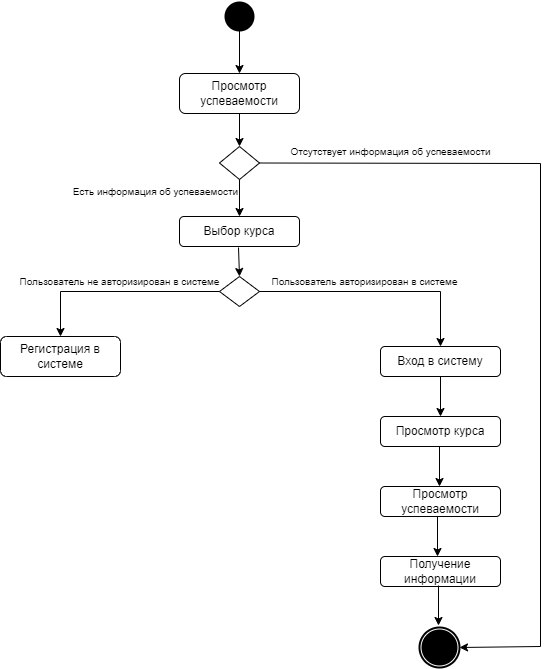 Просмотр
успеваемости
Отсутствует информация об успеваемости
Есть информация об успеваемости
Выбор курса
Пользователь не авторизирован в системе
Пользователь авторизирован в системе
Регистрация в
системе
Вход в систему
Просмотр курса
Просмотр
успеваемости
Получение
информации